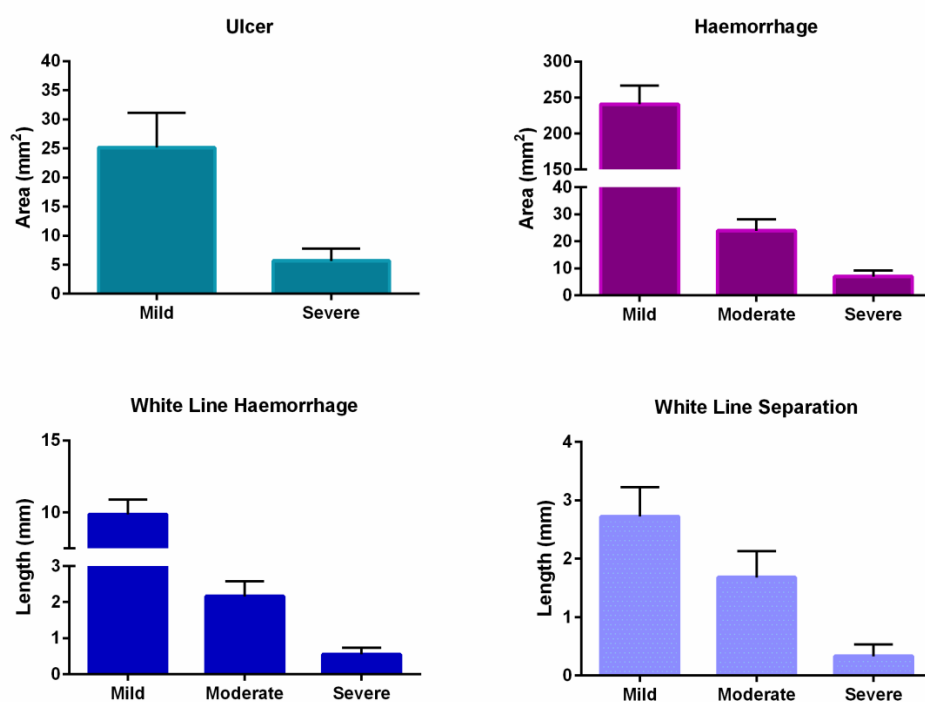 Ulcer
Area (mm²)
40
35
30
25
20
15
10
5
0
Mild Severe
Haemorrhage
Area (mm²)
300
250
200
150
40
30
20
10
0
Mild Moderate Severe
White Line Haemorrhage
Length (mm)
15
10
3
2
1
0
Mild Moderate Severe
White Line Separation
Length (mm)
4
3
2
1
0
Mild Moderate Severe